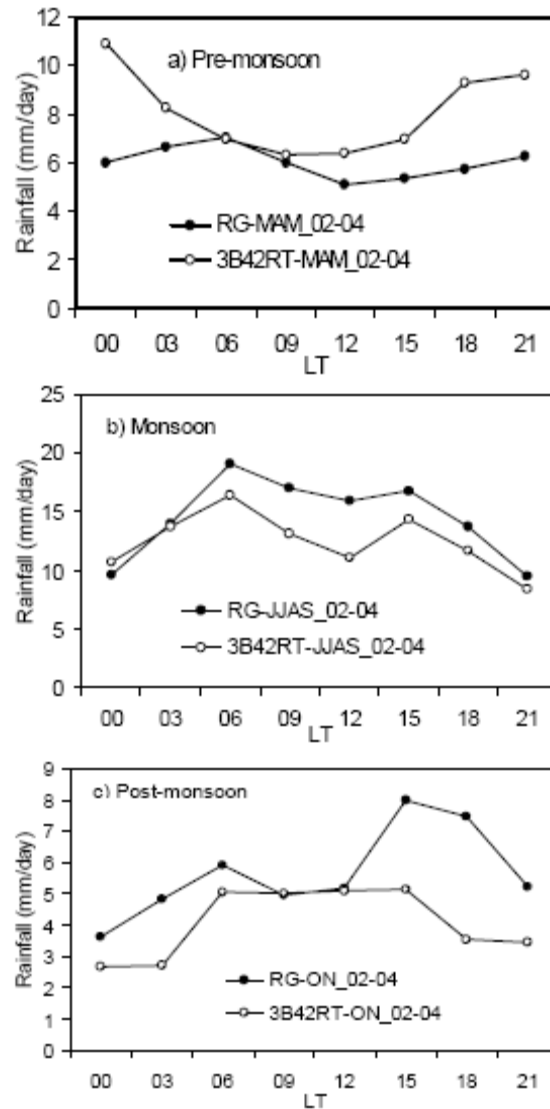 12
10
8
6
4
2
0
Rainfall (mm/day)
a) Pre-monsoon
RG-MAM_02-04
3B42RT-MAM_02-04
00 03 06 09 12 15 18 21
LT
25
20
15
10
5
0
Rainfall (mm/day)
b) Monsoon
RG-JJAS_02-04
3B42RT-JJAS_02-04
00 03 06 09 12 15 18 21
LT
9
8
7
6
5
4
3
2
1
0
Rainfall (mm/day)
c) Post-monsoon
RG-ON_02-04
3B42RT-ON_02-04
00 03 06 09 12 15 18 21
LT